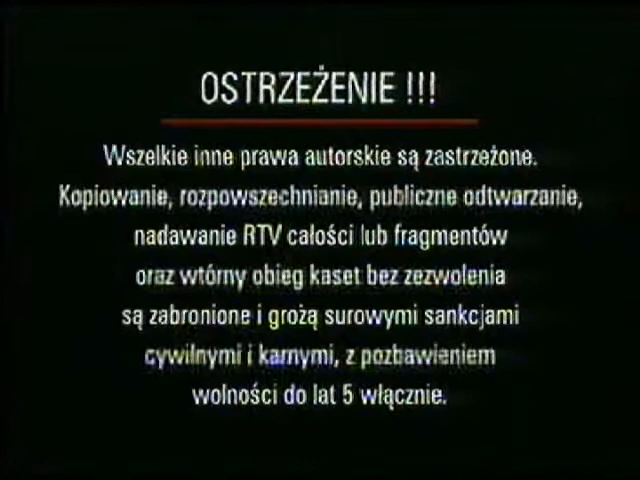 OSTRZEŻENIE !!!
Wszelkie inne prawa autorskie są zastrzeżone.
Kopiowanie, rozpowszechnianie, publiczne odtwarzanie,
nadawanie RTV całości lub fragmentów
oraz wtórny obieg kaset bez zezwolenia
są zabronione i grożą surowymi sankcjami
cywilnymi i karnymi, z pozbawieniem
wolności do lat 5 włącznie.